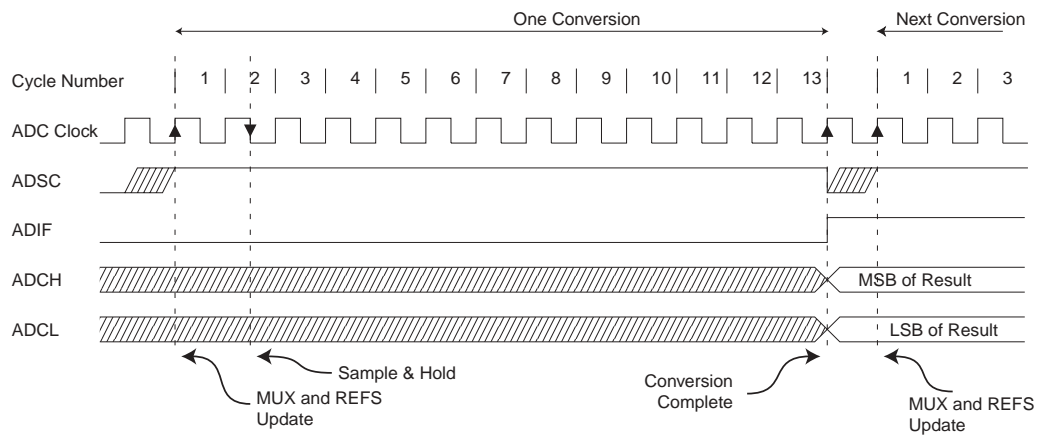 One Conversion
Next Conversion
Cycle Number
1 2 3 4 5 6 7 8 9 10 11 12 13 1 2 3
ADC Clock
ADSC
ADIF
ADCH
MSB of Result
ADCL
LSB of Result
Sample & Hold
MUX and REFS
Update
Conversion
Complete
MUX and REFS
Update